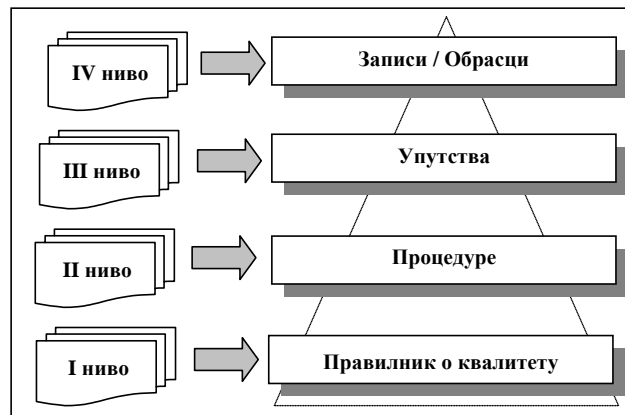 IV ниво
Записи / Обрасци
III ниво
Упутства
II ниво
Процедуре
I ниво
Правилник о квалитету